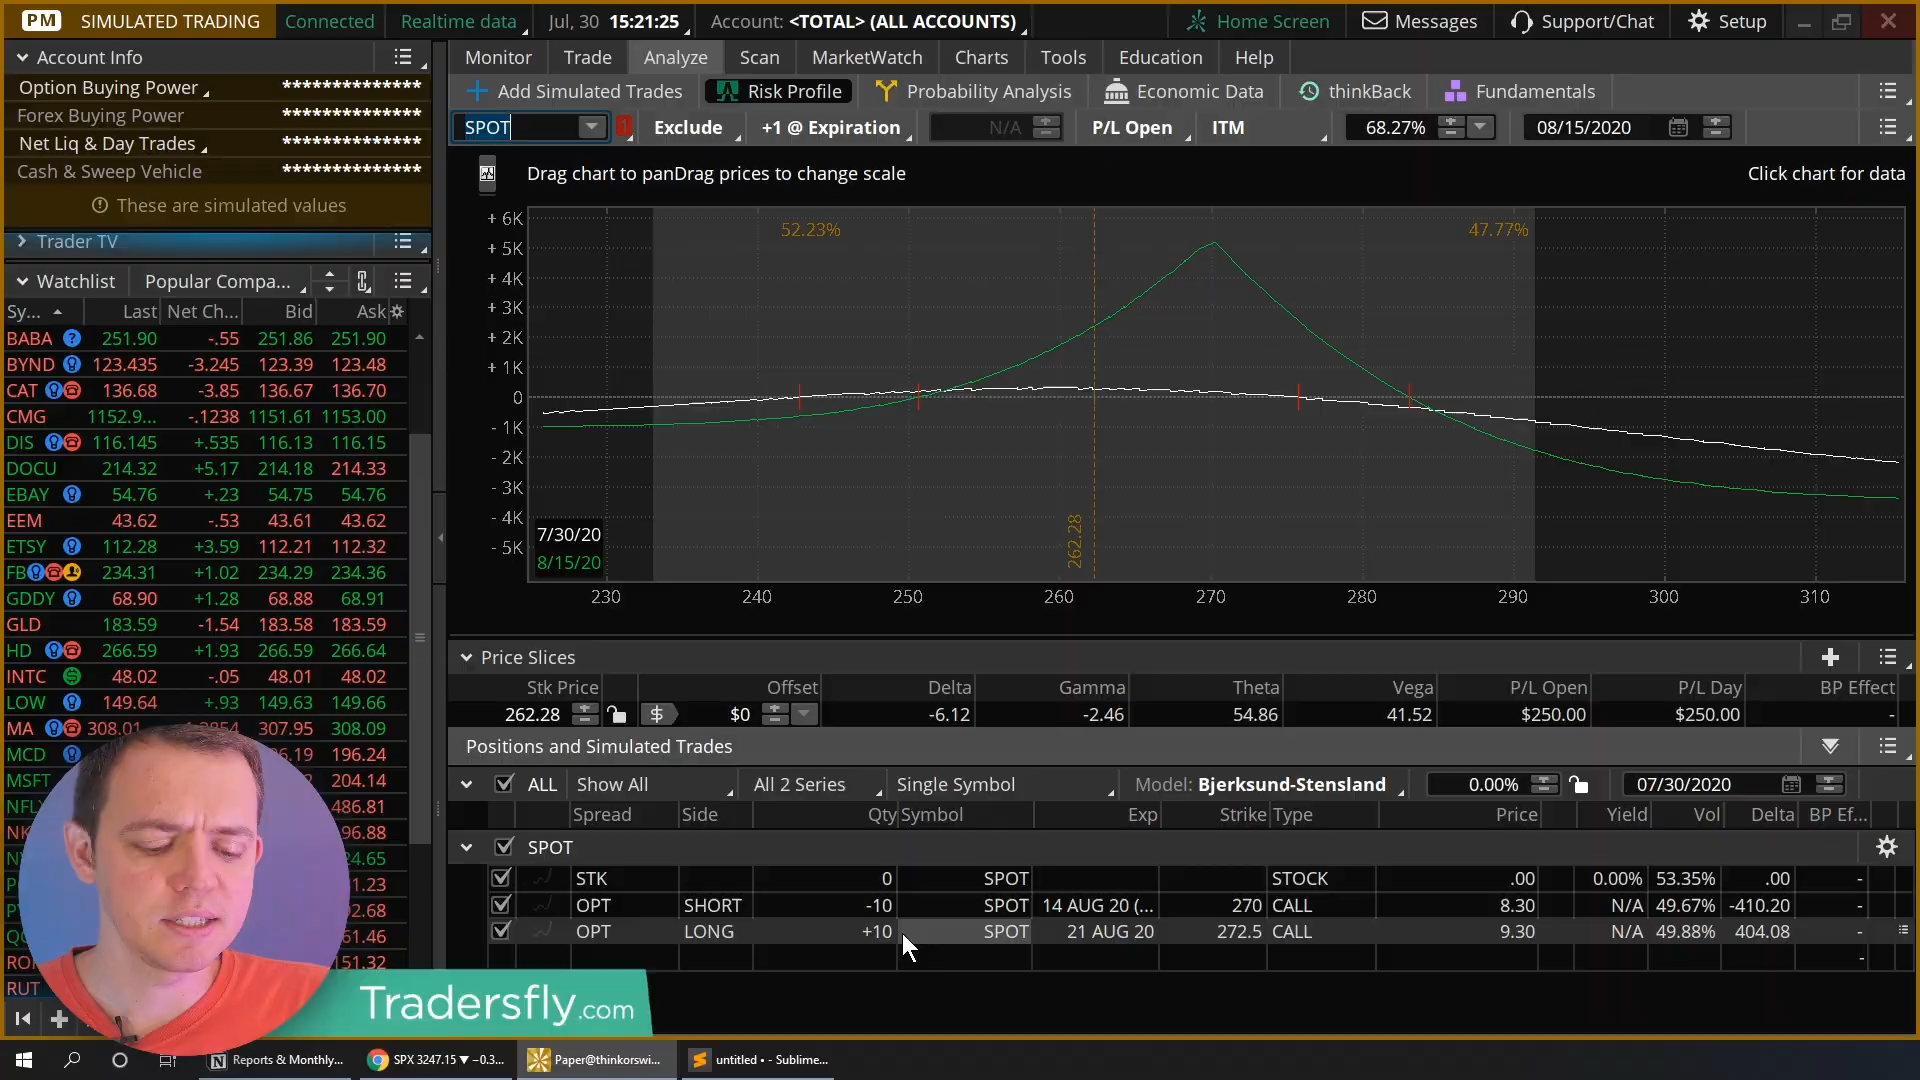 PM SIMULATED TRADING Connected Realtime data Jul, 30 15:21:25 Account: <TOTAL> (ALL ACCOUNTS) Home Screen Messages Support/Chat Setup
Account Info
Option Buying Power **************
Forex Buying Power **************
Net Liq & Day Trades **************
Cash & Sweep Vehicle **************
These are simulated values
Trader TV
Watchlist Popular Compa...
Sy... Last Net Ch... Bid Ask
BABA 251.90 -.55 251.86 251.90
BYND 123.435 -3.245 123.39 123.48
CAT 136.68 -3.85 136.67 136.70
CMG 1152.9... -.1238 1151.61 1153.00
DIS 116.145 +.535 116.13 116.15
DOCU 214.32 +5.17 214.18 214.33
EBAY 54.76 +.23 54.75 54.76
EEM 43.62 -.53 43.61 43.62
ETSY 112.28 +3.59 112.21 112.32
FB 234.31 +1.02 234.29 234.36
GDDY 68.90 +1.28 68.88 68.91
GLD 183.59 -1.54 183.58 183.59
HD 266.59 +1.93 266.59 266.64
INTC 48.02 -.05 48.01 48.02
LOW 149.64 +.93 149.63 149.66
MA 308.01 307.95 308.09
MCD 196.24
MSFT 204.14
486.81
96.88
24.65
1.23
2.68
61.46
151.32
RUT
Monitor Trade Analyze Scan MarketWatch Charts Tools Education Help
Add Simulated Trades Risk Profile Probability Analysis Economic Data thinkBack Fundamentals
SPOT 1 Exclude +1 @ Expiration N/A P/L Open ITM 68.27% 08/15/2020
Drag chart to panDrag prices to change scale Click chart for data
+ 6K
+ 5K
+ 4K
+ 3K
+ 2K
+ 1K
0
- 1K
- 2K
- 3K
- 4K
- 5K
52.23% 47.77%
262.28
7/30/20
8/15/20
230 240 250 260 270 280 290 300 310
Price Slices
Stk Price Offset Delta Gamma Theta Vega P/L Open P/L Day BP Effect
262.28 $ $0 -6.12 -2.46 54.86 41.52 $250.00 $250.00 -
Positions and Simulated Trades
ALL Show All All 2 Series Single Symbol Model: Bjerksund-Stensland 0.00% 07/30/2020
Spread Side Qty Symbol Exp Strike Type Price Yield Vol Delta BP Ef...
SPOT
STK 0 SPOT STOCK .00 0.00% 53.35% .00 -
OPT SHORT -10 SPOT 14 AUG 20 (... 270 CALL 8.30 N/A 49.67% -410.20 -
OPT LONG +10 SPOT 21 AUG 20 272.5 CALL 9.30 N/A 49.88% 404.08 -
-
Tradersfly.com
Reports & Monthly... SPX 3247.15 ▼ −0.3... Paper@thinkorswi... untitled • - Sublime...